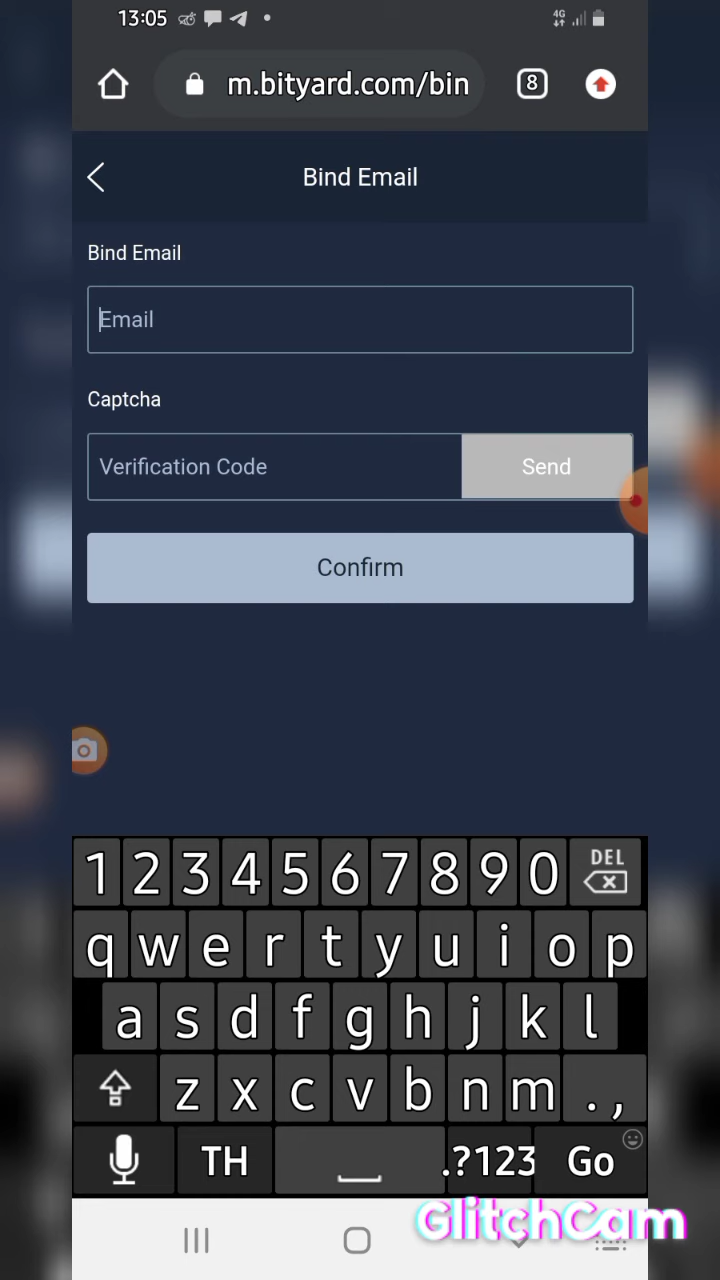 13:05
4G
m.bityard.com/bin
8
Bind Email
Bind Email
Email
Captcha
Verification Code
Send
Confirm
1 2 3 4 5 6 7 8 9 0 DEL
q w e r t y u i o p
a s d f g h j k l
z x c v b n m . ,
TH .?123 Go
GlitchCam